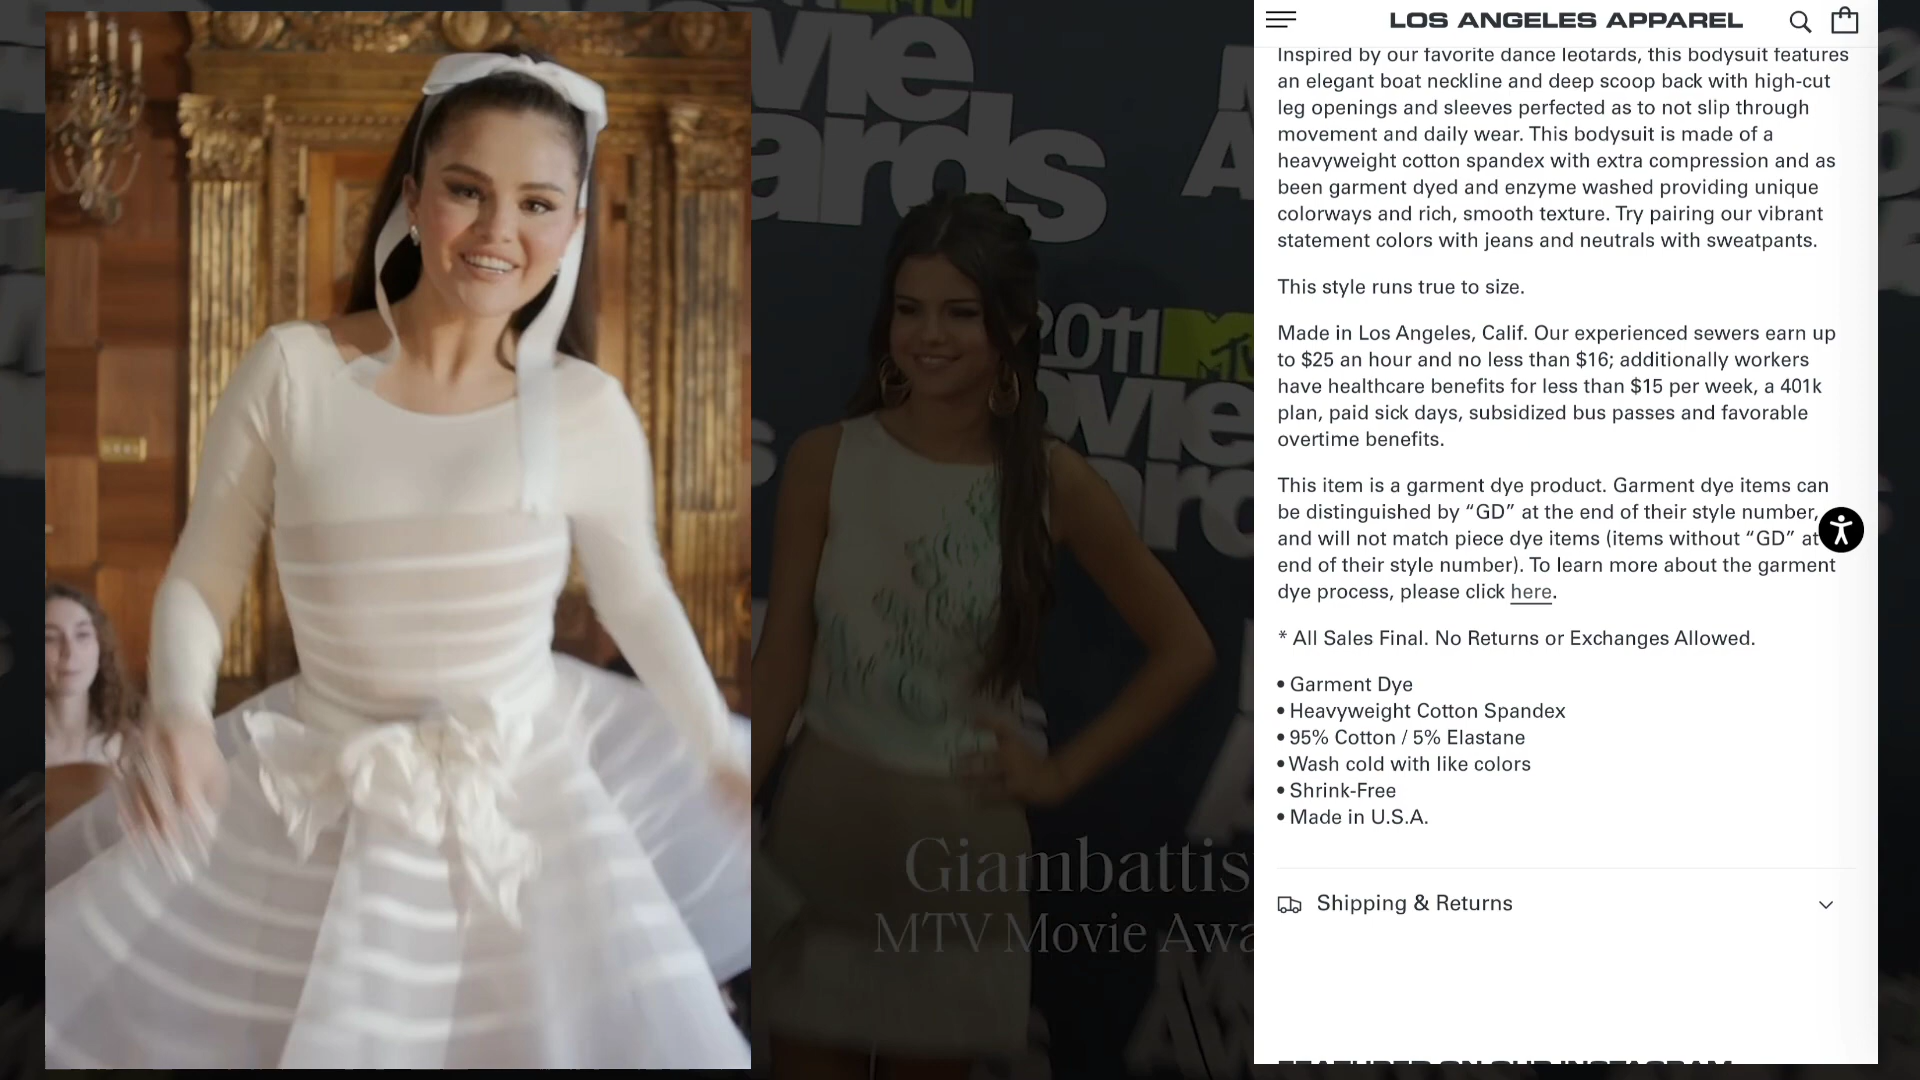 LOS ANGELES APPAREL
Inspired by our favorite dance leotards, this bodysuit features
an elegant boat neckline and deep scoop back with high-cut
leg openings and sleeves perfected as to not slip through
movement and daily wear. This bodysuit is made of a
heavyweight cotton spandex with extra compression and as
been garment dyed and enzyme washed providing unique
colorways and rich, smooth texture. Try pairing our vibrant
statement colors with jeans and neutrals with sweatpants.
This style runs true to size.
Made in Los Angeles, Calif. Our experienced sewers earn up
to $25 an hour and no less than $16; additionally workers
have healthcare benefits for less than $15 per week, a 401k
plan, paid sick days, subsidized bus passes and favorable
overtime benefits.
This item is a garment dye product. Garment dye items can
be distinguished by “GD” at the end of their style number,
and will not match piece dye items (items without “GD” at
end of their style number). To learn more about the garment
dye process, please click here.
* All Sales Final. No Returns or Exchanges Allowed.
• Garment Dye
• Heavyweight Cotton Spandex
• 95% Cotton / 5% Elastane
• Wash cold with like colors
• Shrink-Free
• Made in U.S.A.
Shipping & Returns
FEATURED ON OUR INSTAGRAM
2011
Giambattis
MTV Movie Awa